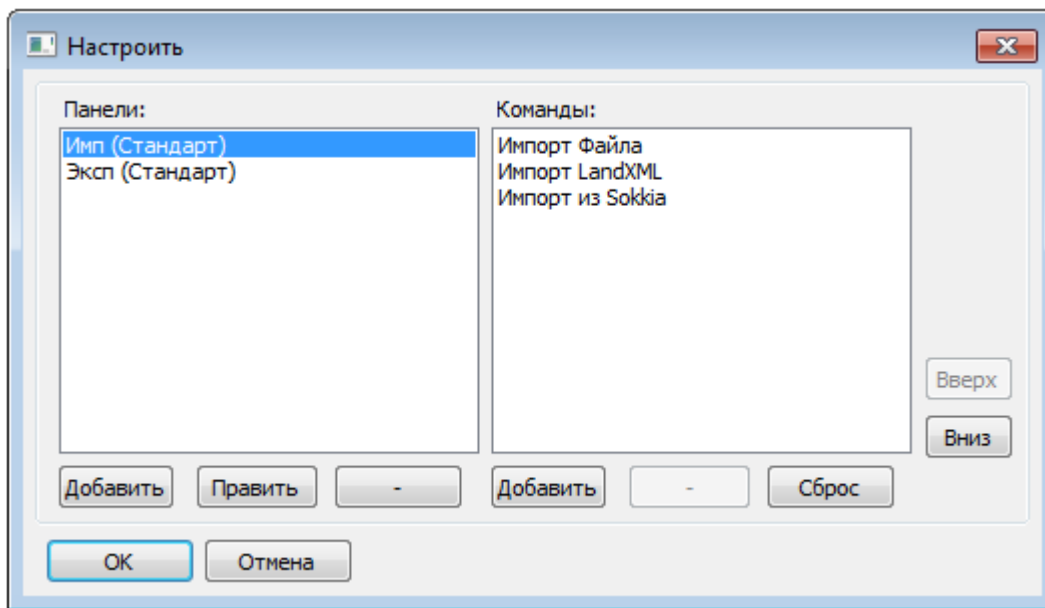 Настроить
Панели:
Имп (Стандарт)
Эксп (Стандарт)
Команды:
Импорт Файла
Импорт LandXML
Импорт из Sokkia
Вверх
Вниз
Добавить Править - Добавить - Сброс
OK Отмена